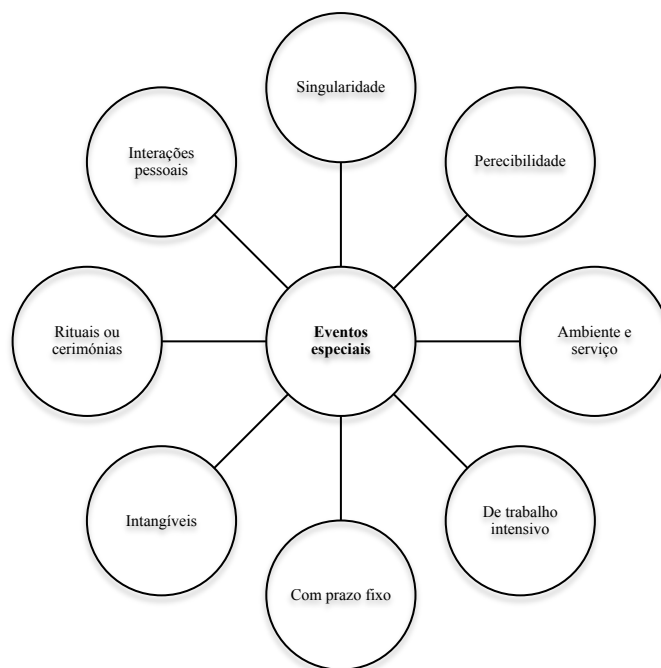 Singularidade
Interações
pessoais
Perecibilidade
Rituais ou
cerimónias
Eventos
especiais
Ambiente e
serviço
Intangíveis
De trabalho
intensivo
Com prazo fixo